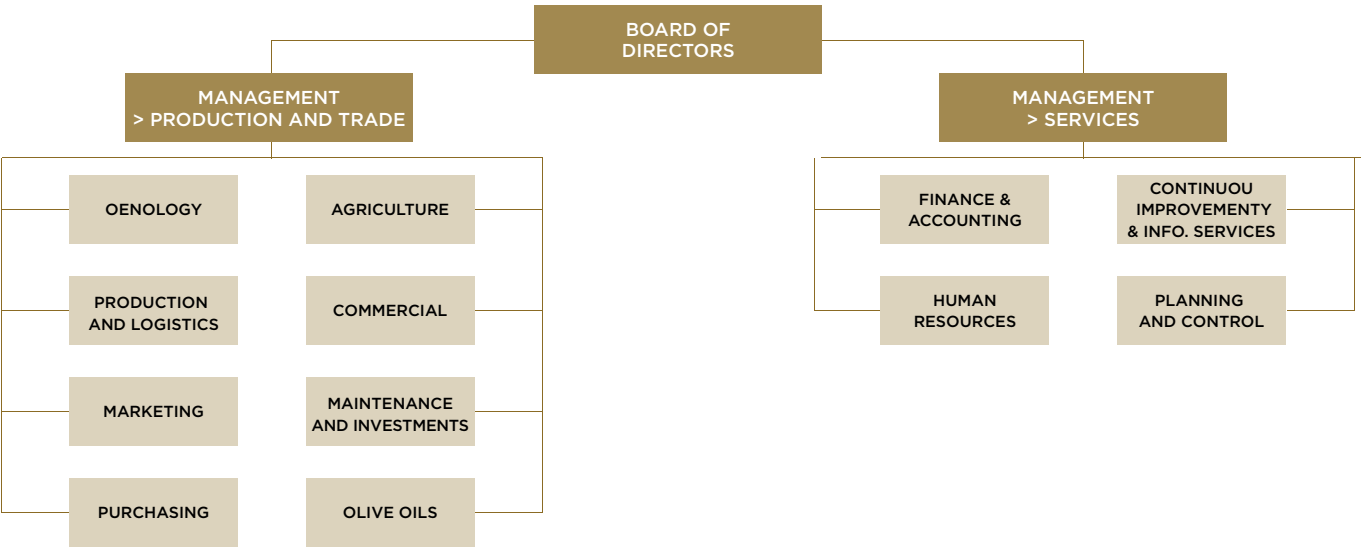 BOARD OF
DIRECTORS
MANAGEMENT
> PRODUCTION AND TRADE
MANAGEMENT
> SERVICES
OENOLOGY
AGRICULTURE
PRODUCTION
AND LOGISTICS
COMMERCIAL
MARKETING
MAINTENANCE
AND INVESTMENTS
PURCHASING
OLIVE OILS
FINANCE &
ACCOUNTING
CONTINUOU
IMPROVEMENTY
& INFO. SERVICES
HUMAN
RESOURCES
PLANNING
AND CONTROL